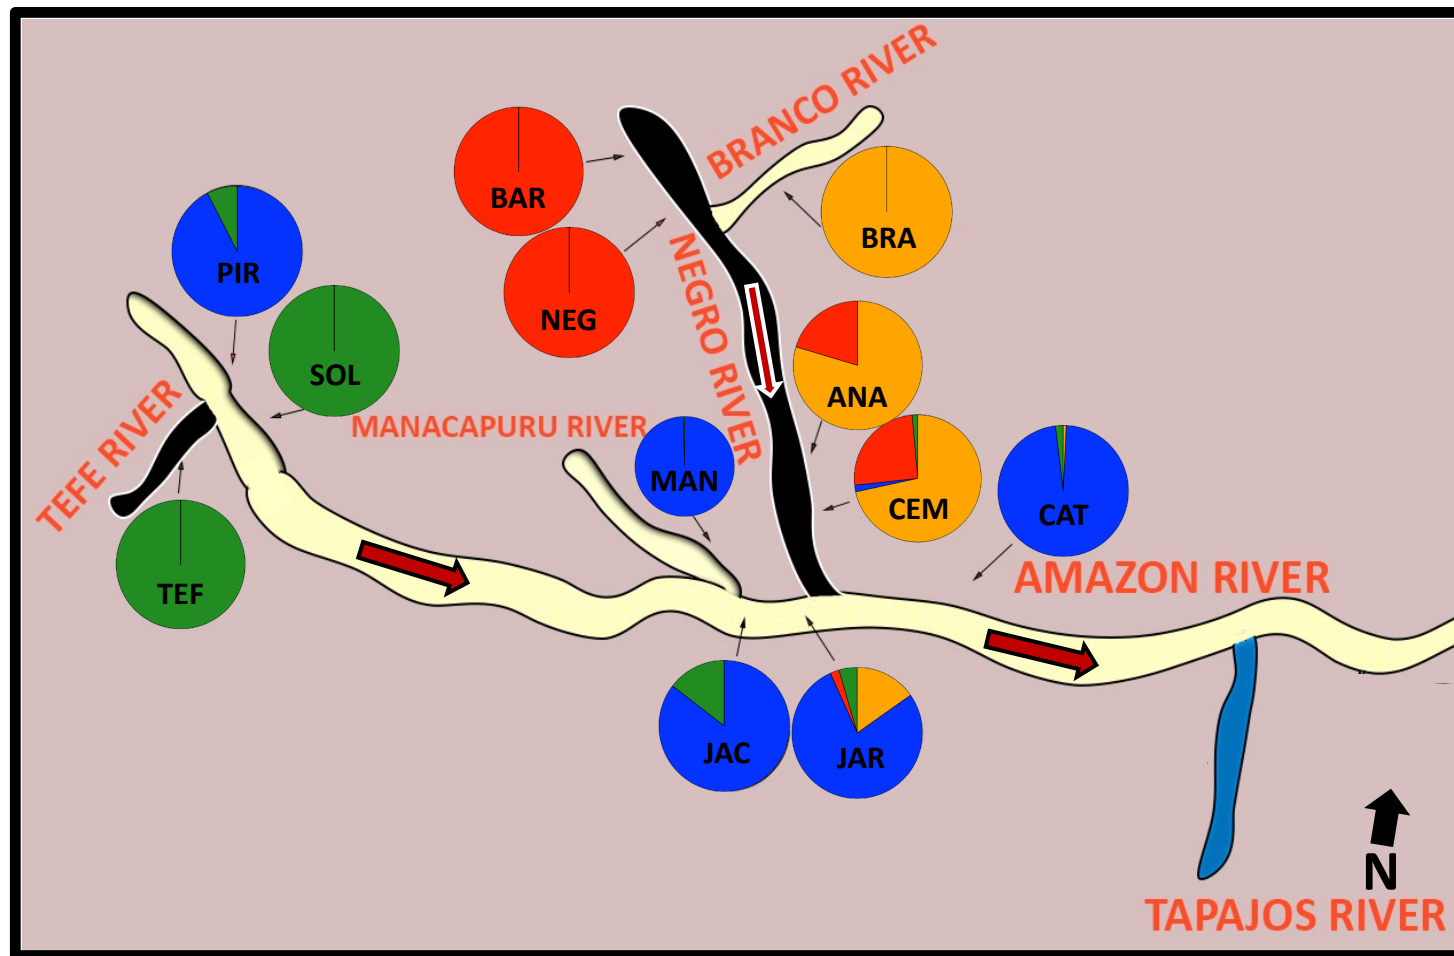 BRANCO RIVER
BAR
BRA
PIR
NEG
NEGRO RIVER
SOL
ANA
TEFE RIVER
MANACAPURU RIVER
MAN
CEM
CAT
TEF
AMAZON RIVER
JAC
JAR
N
TAPAJOS RIVER